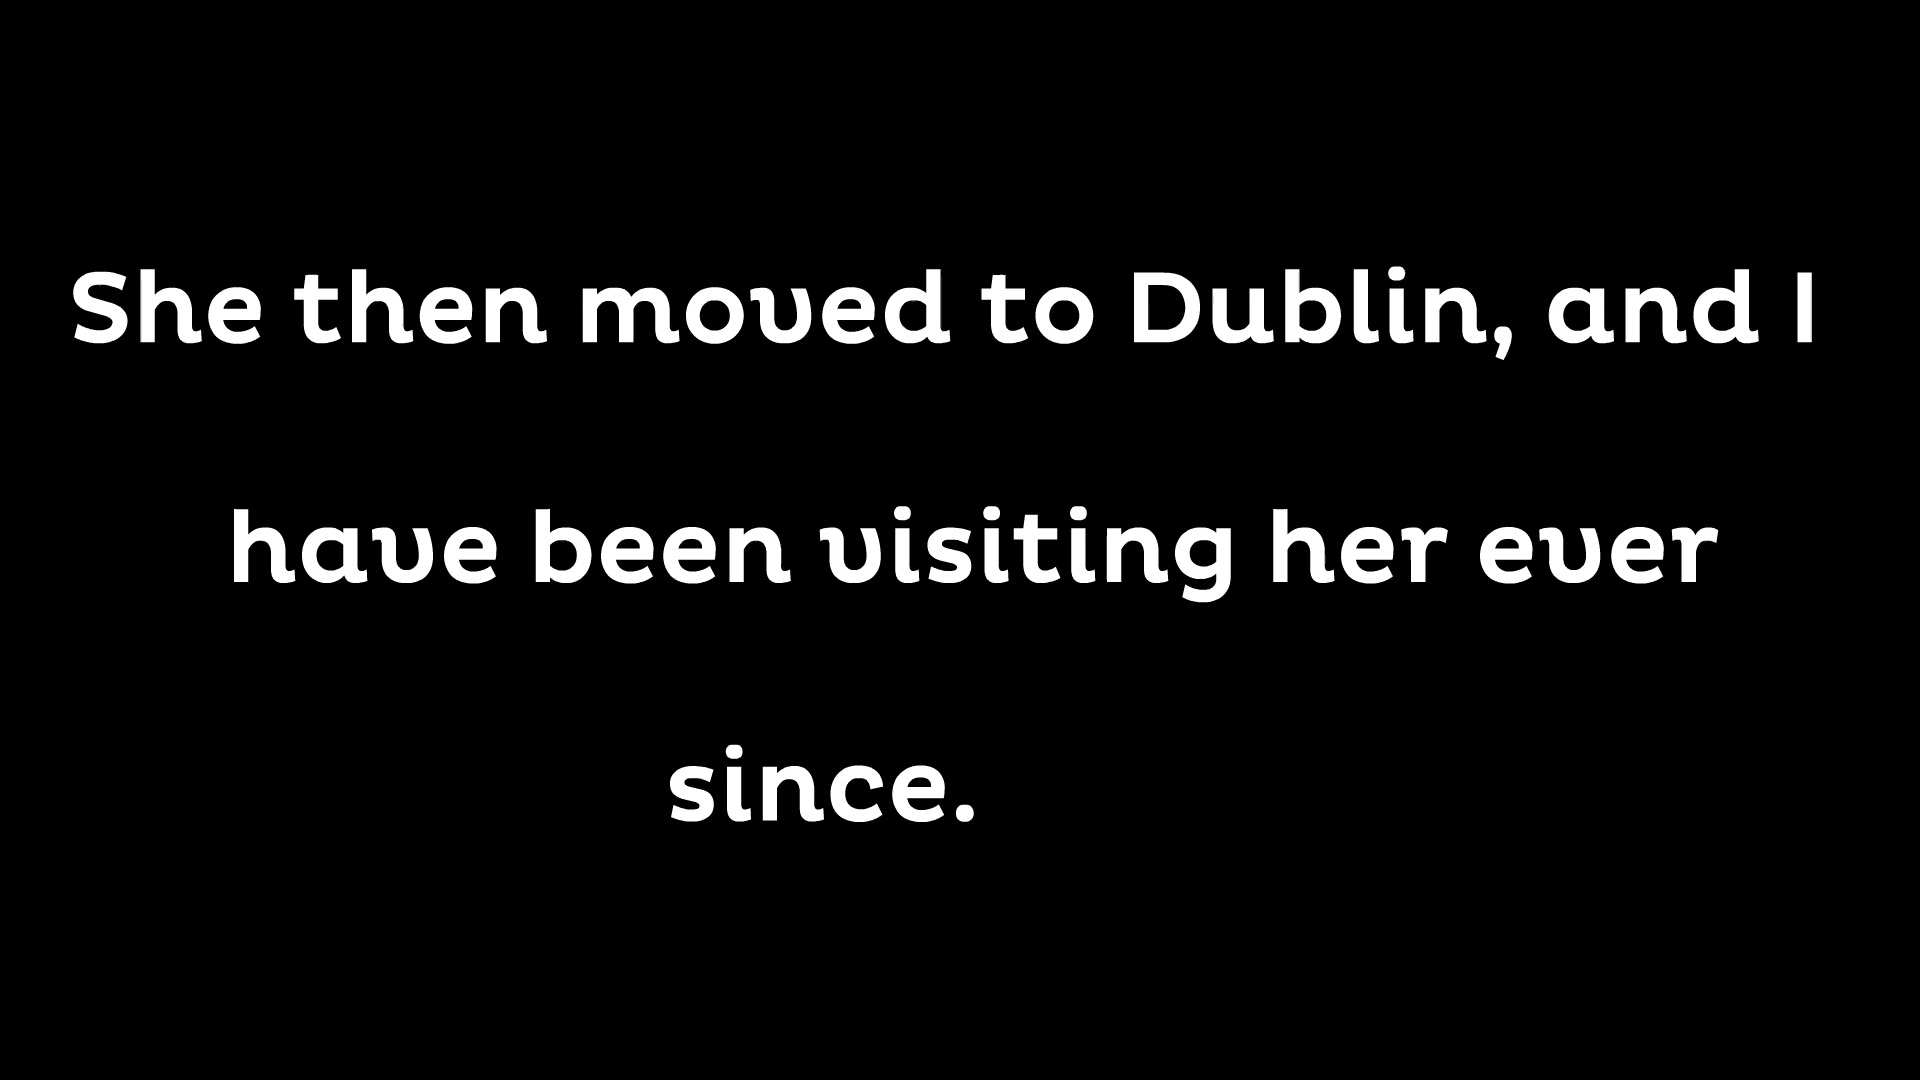 She then moved to Dublin, and I
have been visiting her ever
since.